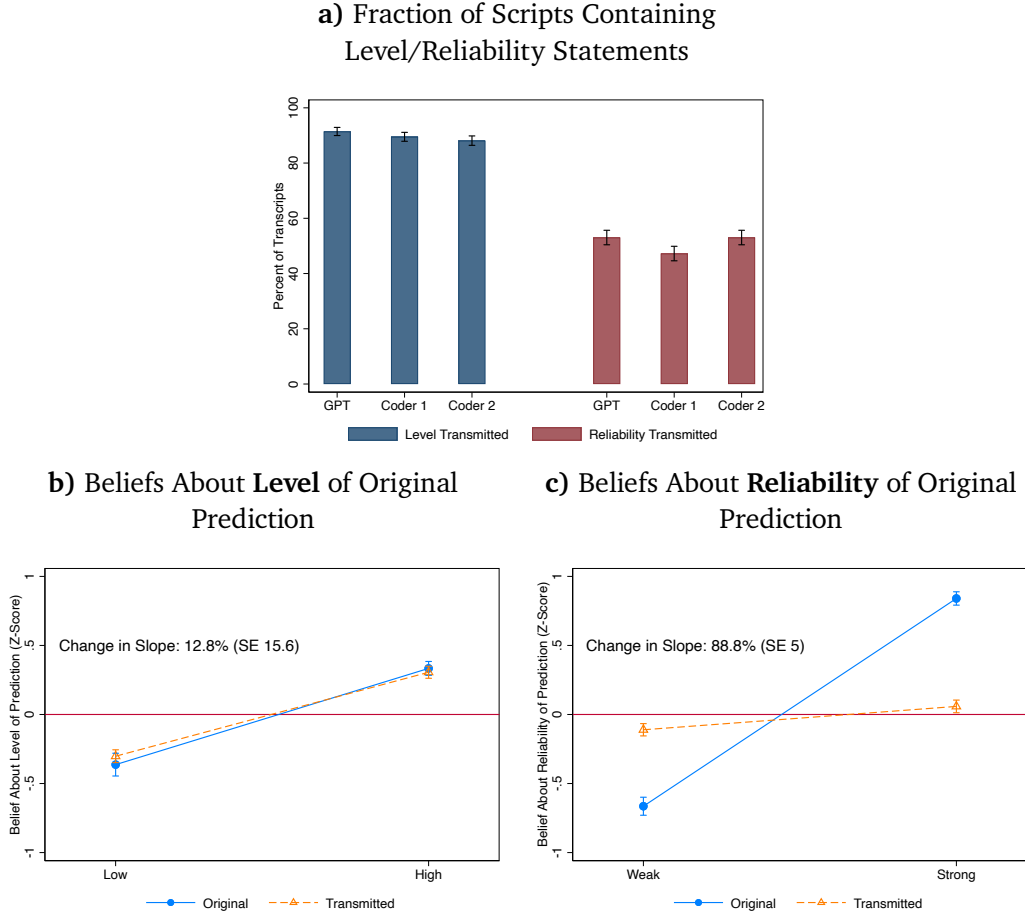 a) Fraction of Scripts Containing
Level/Reliability Statements
Percent of Transcripts
100
80
60
40
20
0
GPT Coder 1 Coder 2 GPT Coder 1 Coder 2
Level Transmitted Reliability Transmitted
b) Beliefs About Level of Original
Prediction
Belief About Level of Prediction (Z-Score)
1
.5
0
-.5
-1
Change in Slope: 12.8% (SE 15.6)
Low High
Original Transmitted
c) Beliefs About Reliability of Original
Prediction
Belief About Reliability of Prediction (Z-Score)
1
.5
0
-.5
-1
Change in Slope: 88.8% (SE 5)
Weak Strong
Original Transmitted